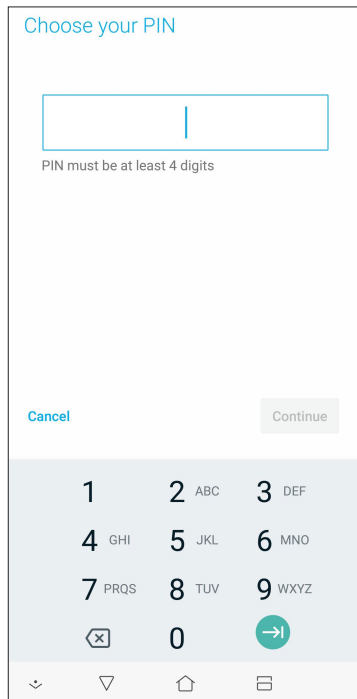 Choose your PIN
PIN must be at least 4 digits
Cancel Continue
1 2 ABC 3 DEF
4 GHI 5 JKL 6 MNO
7 PRQS 8 TUV 9 WXYZ
0